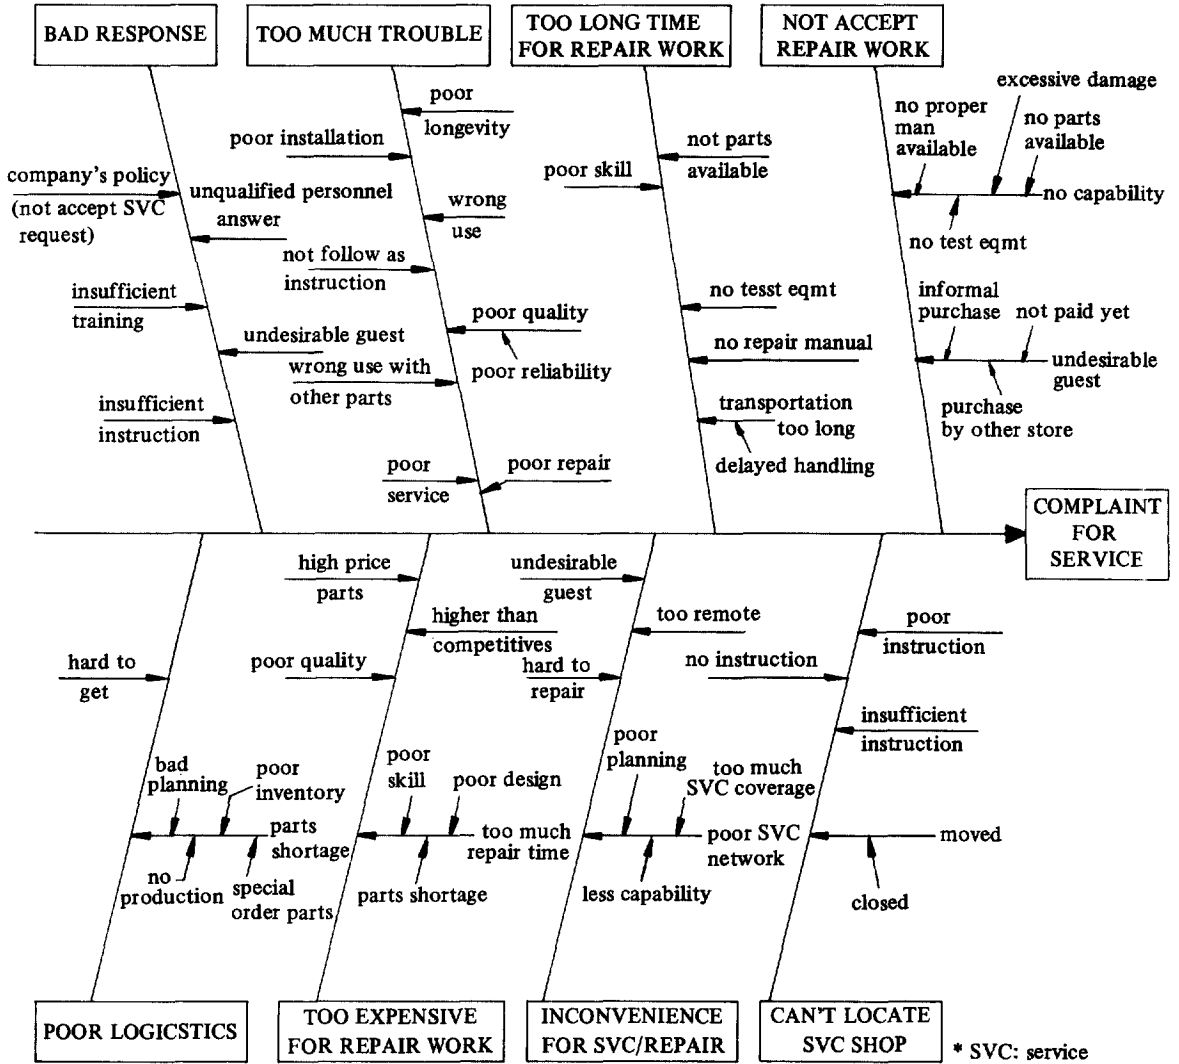 BAD RESPONSE
TOO MUCH TROUBLE
TOO LONG TIME
FOR REPAIR WORK
NOT ACCEPT
REPAIR WORK
company's policy
(not accept SVC
request)
unqualified personnel
answer
insufficient
training
undesirable guest
insufficient
instruction
poor
longevity
poor installation
wrong
use
not follow as
instruction
poor quality
poor reliability
wrong use with
other parts
poor
service
poor repair
not parts
available
poor skill
no tesst eqmt
no repair manual
transportation
too long
delayed handling
excessive damage
no proper
man
available
no parts
available
no capability
no test eqmt
informal
purchase
not paid yet
undesirable
guest
purchase
by other store
COMPLAINT
FOR
SERVICE
hard to
get
bad
planning
poor
inventory
parts
shortage
no
production
special
order parts
high price
parts
higher than
competitives
poor quality
poor
skill
poor design
too much
repair time
parts shortage
undesirable
guest
too remote
hard to
repair
poor
planning
too much
SVC coverage
poor SVC
network
less capability
poor
instruction
no instruction
insufficient
instruction
moved
closed
POOR LOGICSTICS
TOO EXPENSIVE
FOR REPAIR WORK
INCONVENIENCE
FOR SVC/REPAIR
CAN'T LOCATE
SVC SHOP
* SVC: service